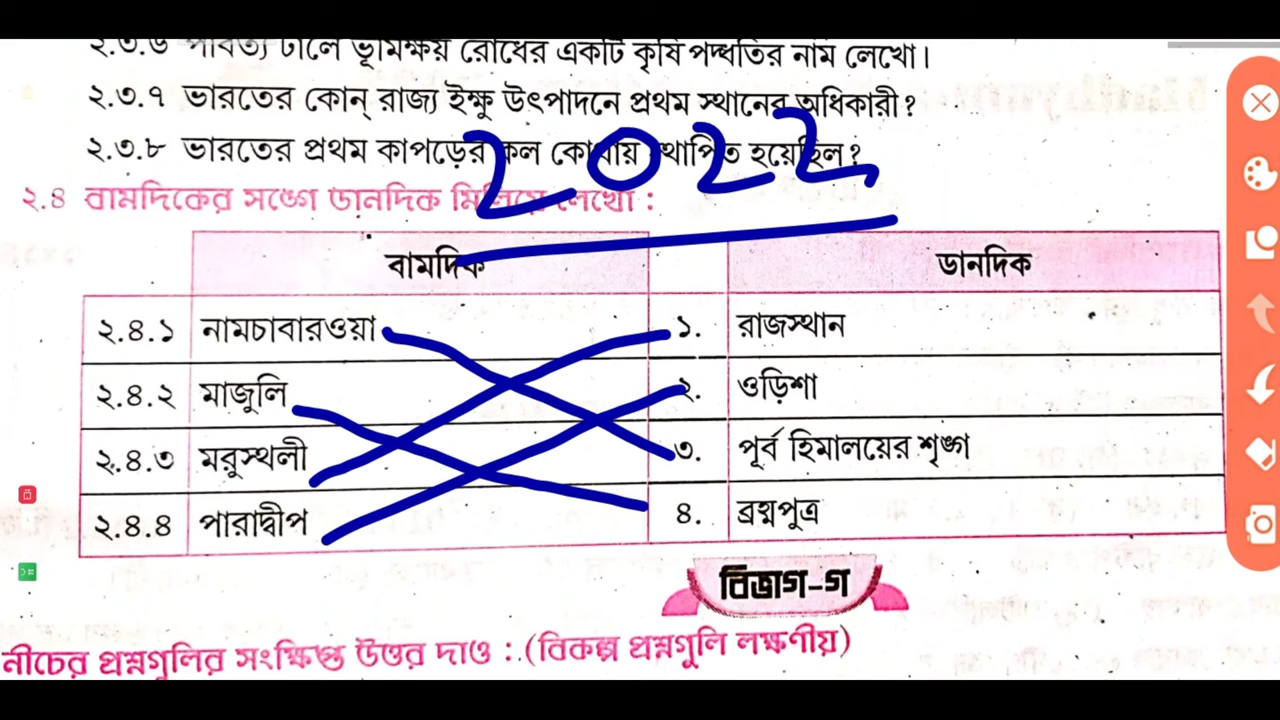 ২.৩.৬ পার্বত্য ঢালে ভূমিক্ষয় রোধের একটি কৃষি পদ্ধতির নাম লেখো।
২.৩.৭ ভারতের কোন্ রাজ্য ইক্ষু উৎপাদনে প্রথম স্থানের অধিকারী?
২.৩.৮ ভারতের প্রথম কাপড়ের কল কোথায় স্থাপিত হয়েছিল?
2022
২.৪ বামদিকের সঙ্গে ডানদিক মিলিয়ে লেখো :
বামদিক ডানদিক
২.৪.১ নামচাবারওয়া ১. রাজস্থান
২.৪.২ মাজুলি ২. ওড়িশা
২.৪.৩ মরুস্থলী ৩. পূর্ব হিমালয়ের শৃঙ্গ
২.৪.৪ পারাদ্বীপ ৪. ব্রহ্মপুত্র
বিভাগ-গ
নীচের প্রশ্নগুলির সংক্ষিপ্ত উত্তর দাও : (বিকল্প প্রশ্নগুলি লক্ষণীয়)